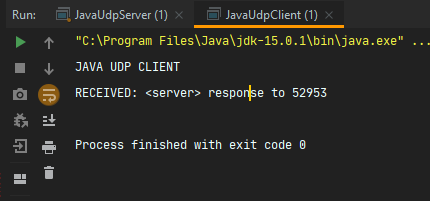 Run: JavaUdpServer (1) JavaUdpClient (1)
"C:\Program Files\Java\jdk-15.0.1\bin\java.exe" ...
JAVA UDP CLIENT
RECEIVED: <server> response to 52953
Process finished with exit code 0